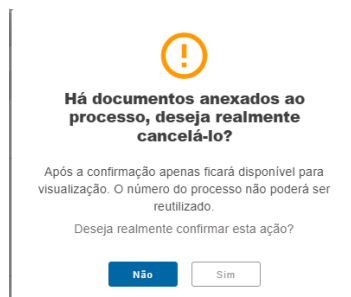 Há documentos anexados ao
processo, deseja realmente
cancelá-lo?
Após a confirmação apenas ficará disponível para
visualização. O número do processo não poderá ser
reutilizado.
Deseja realmente confirmar esta ação?
Não
Sim